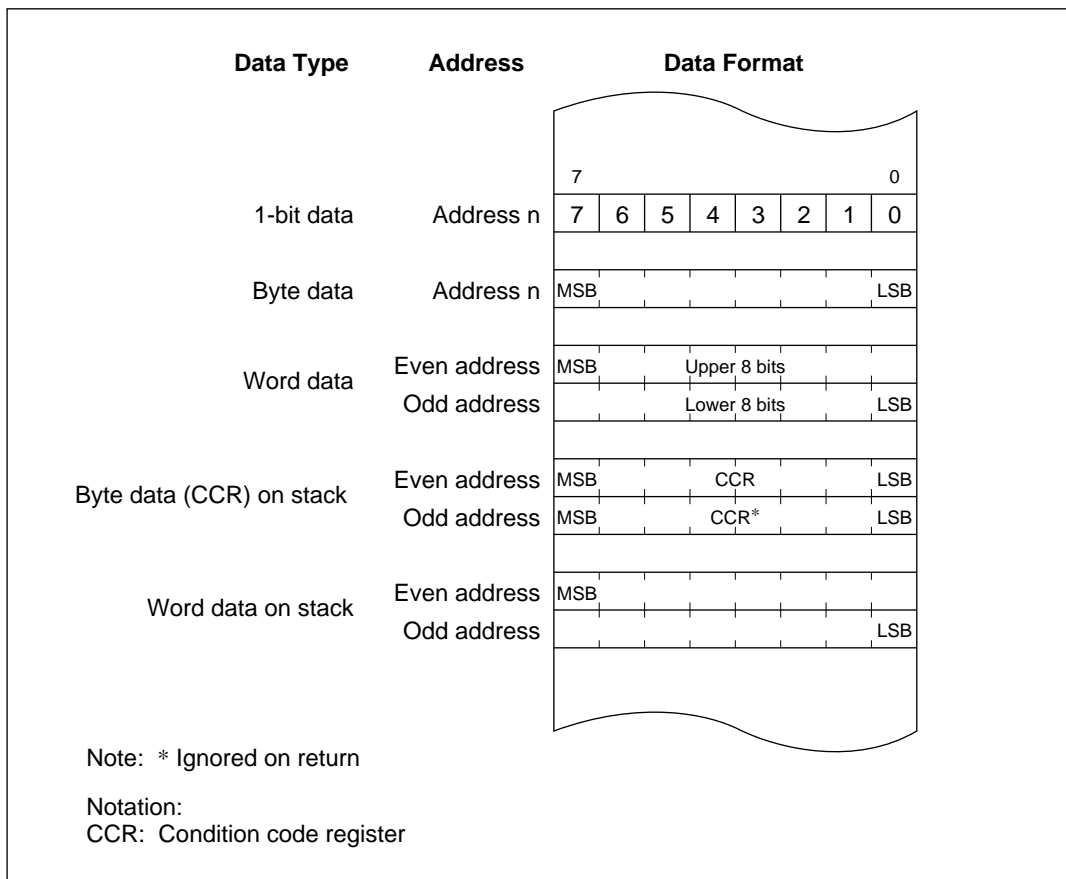 Data Type Address Data Format
7 0
1-bit data Address n 7 6 5 4 3 2 1 0
Byte data Address n MSB LSB
Word data
Even address MSB Upper 8 bits
Odd address Lower 8 bits LSB
Byte data (CCR) on stack
Even address MSB CCR LSB
Odd address MSB CCR* LSB
Word data on stack
Even address MSB
Odd address LSB
Note: * Ignored on return
Notation:
CCR: Condition code register